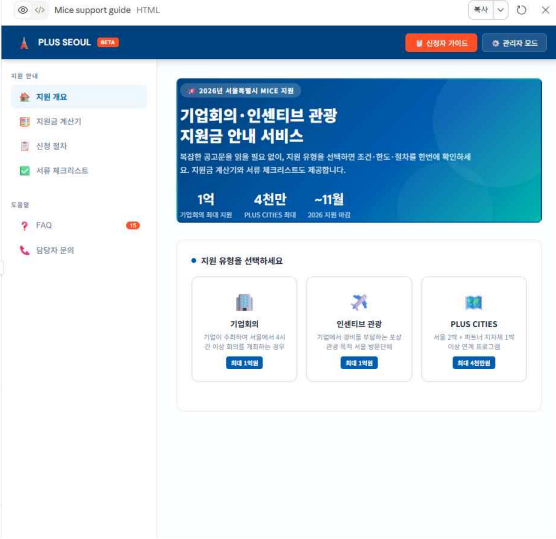 Mice support guide HTML
복사
PLUS SEOUL BETA
신청자 가이드
관리자 모드
지원 안내
지원 개요
지원금 계산기
신청 절차
서류 체크리스트
도움말
FAQ 15
담당자 문의
2026년 서울특별시 MICE 지원
기업회의·인센티브 관광
지원금 안내 서비스
복잡한 공고문을 읽을 필요 없이, 지원 유형을 선택하면 조건·한도·절차를 한번에 확인하세
요. 지원금 계산기와 서류 체크리스트도 제공합니다.
1억 4천만 ~11월
기업회의 최대 지원 PLUS CITIES 최대 2026 지원 마감
지원 유형을 선택하세요
기업회의
기업이 주최하여 서울에서 4시
간 이상 회의를 개최하는 경우
최대 1억원
인센티브 관광
기업에서 경비를 부담하는 포상
관광 목적 서울 방문단체
최대 1억원
PLUS CITIES
서울 2박 + 파트너 지자체 1박
이상 연계 프로그램
최대 4천만원